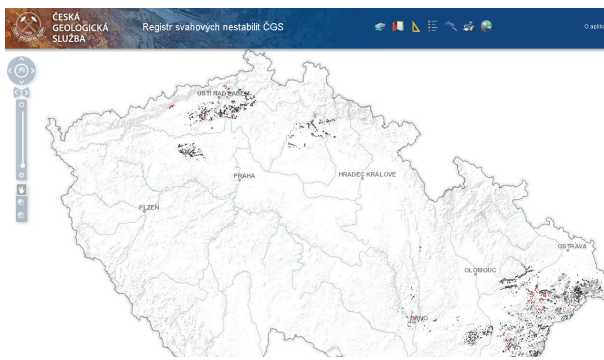 ČESKÁ
GEOLOGICKÁ
SLUŽBA
Registr svahových nestabilit ČGS
O aplik
ÚSTÍ NAD LABEM
PRAHA
HRADEC KRÁLOVÉ
PLZEŇ
OSTRAVA
OLOMOUC
BRNO